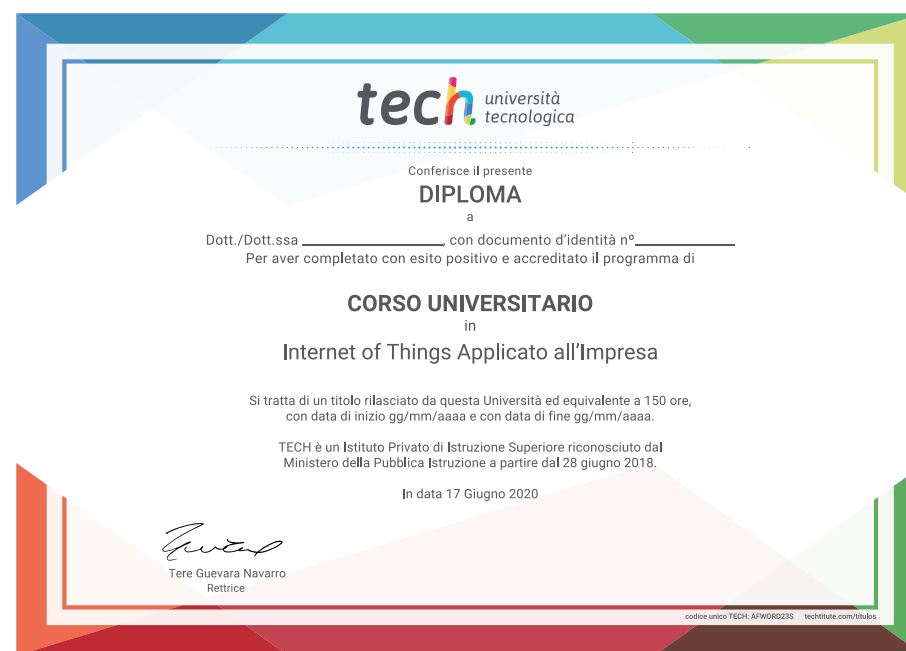 tech università
tecnologica
Conferisce il presente
DIPLOMA
a
Dott./Dott.ssa ____________________, con documento d'identità nº______________
Per aver completato con esito positivo e accreditato il programma di
CORSO UNIVERSITARIO
in
Internet of Things Applicato all'Impresa
Si tratta di un titolo rilasciato da questa Università ed equivalente a 150 ore,
con data di inizio gg/mm/aaaa e con data di fine gg/mm/aaaa.
TECH è un Istituto Privato di Istruzione Superiore riconosciuto dal
Ministero della Pubblica Istruzione a partire dal 28 giugno 2018.
In data 17 Giugno 2020
Tere Guevara Navarro
Rettrice
codice unico TECH: AFWORD23S techtitute.com/titulos